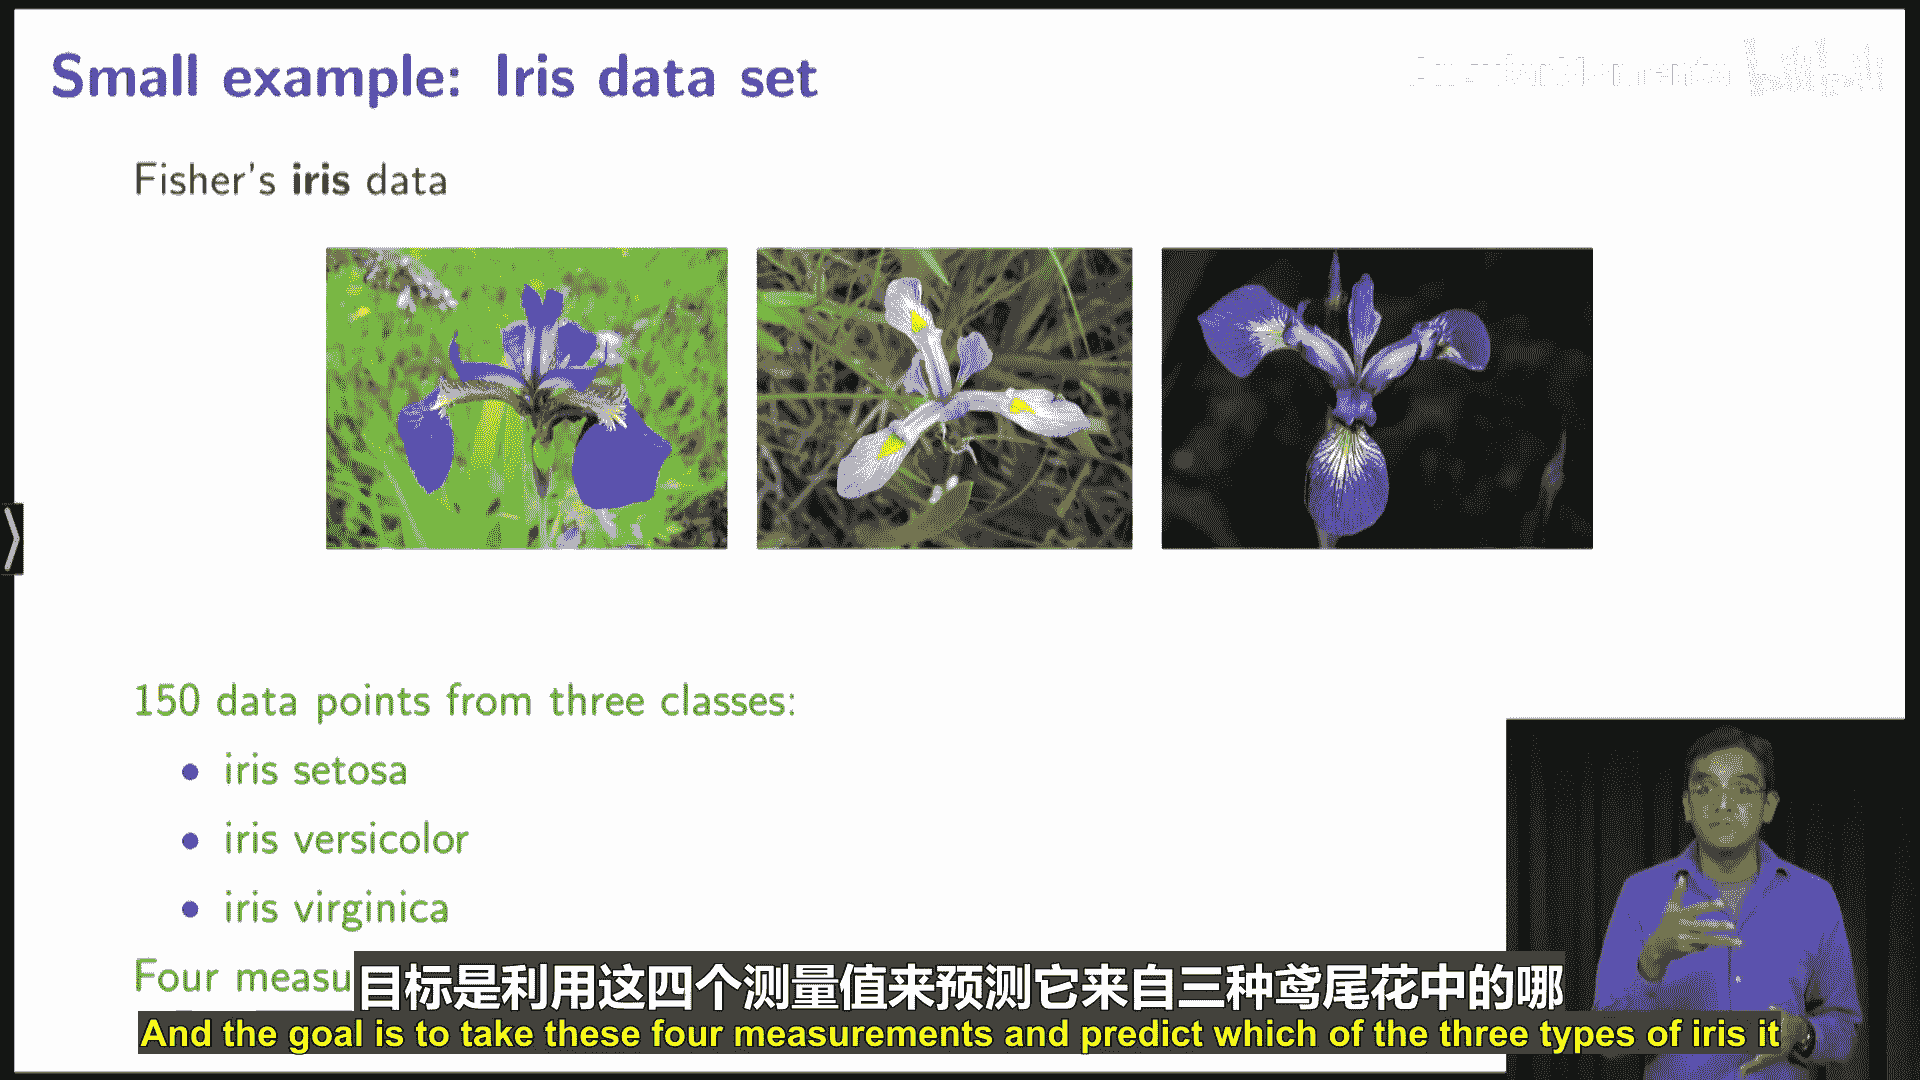 Small example: Iris data set
Fisher's iris data
150 data points from three classes:
• iris setosa
• iris versicolor
• iris virginica
Four measu
目标是利用这四个测量值来预测它来自三种鸢尾花中的哪
And the goal is to take these four measurements and predict which of the three types of iris it